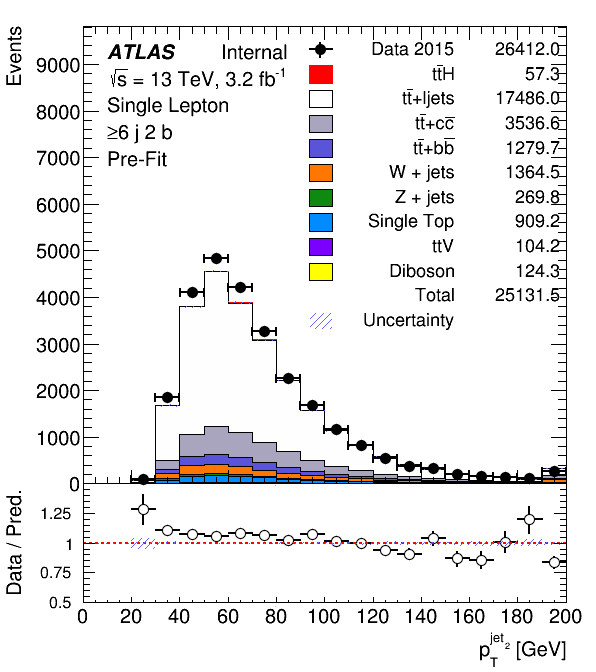 Events
ATLAS Internal
√s = 13 TeV, 3.2 fb⁻¹
Single Lepton
≥6 j 2 b
Pre-Fit
Data 2015 26412.0
tt̄H 57.3
tt̄+ljets 17486.0
tt̄+cc̄ 3536.6
tt̄+bb̄ 1279.7
W + jets 1364.5
Z + jets 269.8
Single Top 909.2
ttV 104.2
Diboson 124.3
Total 25131.5
Uncertainty
9000
8000
7000
6000
5000
4000
3000
2000
1000
0
Data / Pred.
1.25
1
0.75
0.5
0 20 40 60 80 100 120 140 160 180 200
p_T^{jet_2} [GeV]